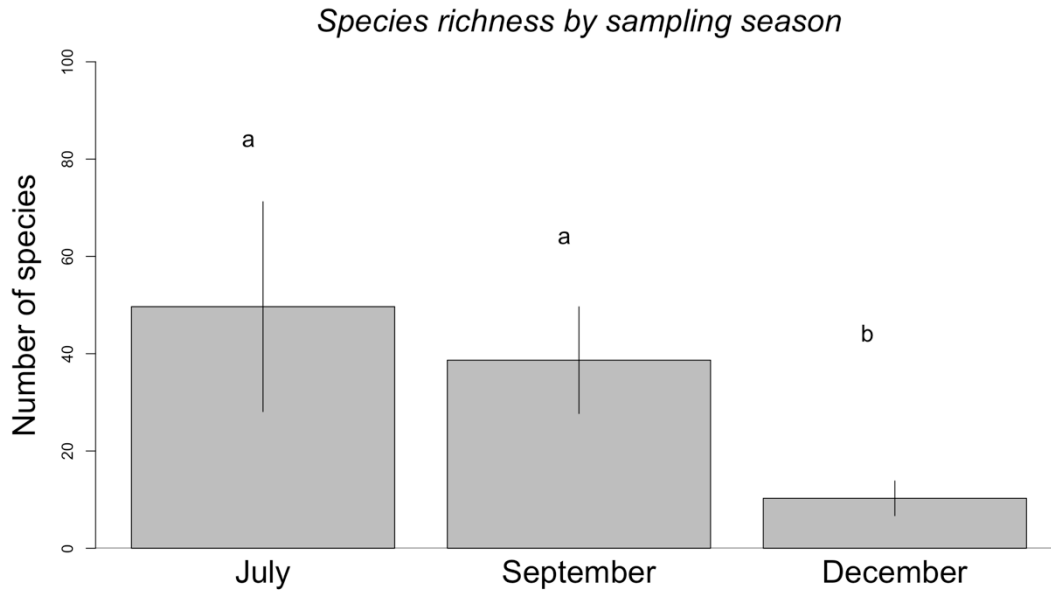 Species richness by sampling season
Number of species
100
80
60
40
20
0
a
a
b
July
September
December